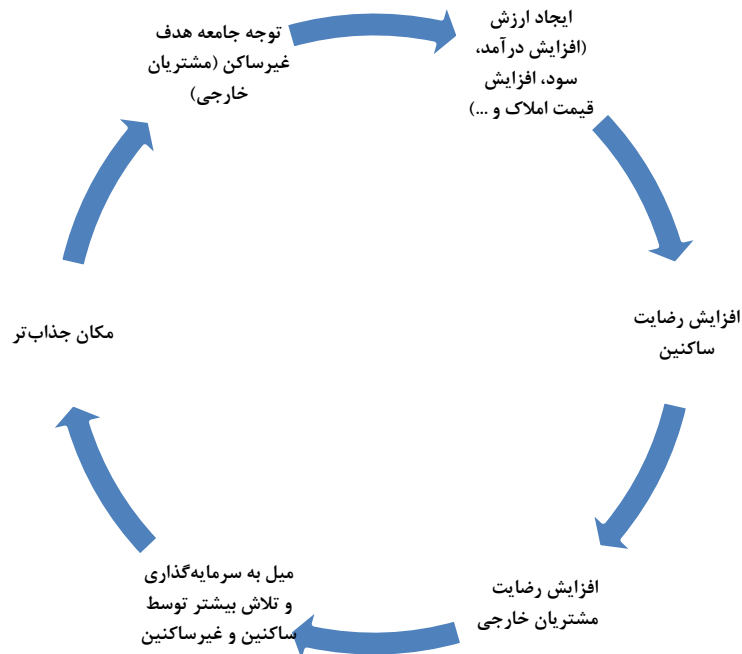 ایجاد ارزش
(افزایش درآمد،
سود، افزایش
قیمت املاک و ...)
افزایش رضایت
ساکنین
افزایش رضایت
مشتریان خارجی
میل به سرمایه‌گذاری
و تلاش بیشتر توسط
ساکنین و غیرساکنین
مکان جذاب‌تر
توجه جامعه هدف
غیرساکن (مشتریان
خارجی)